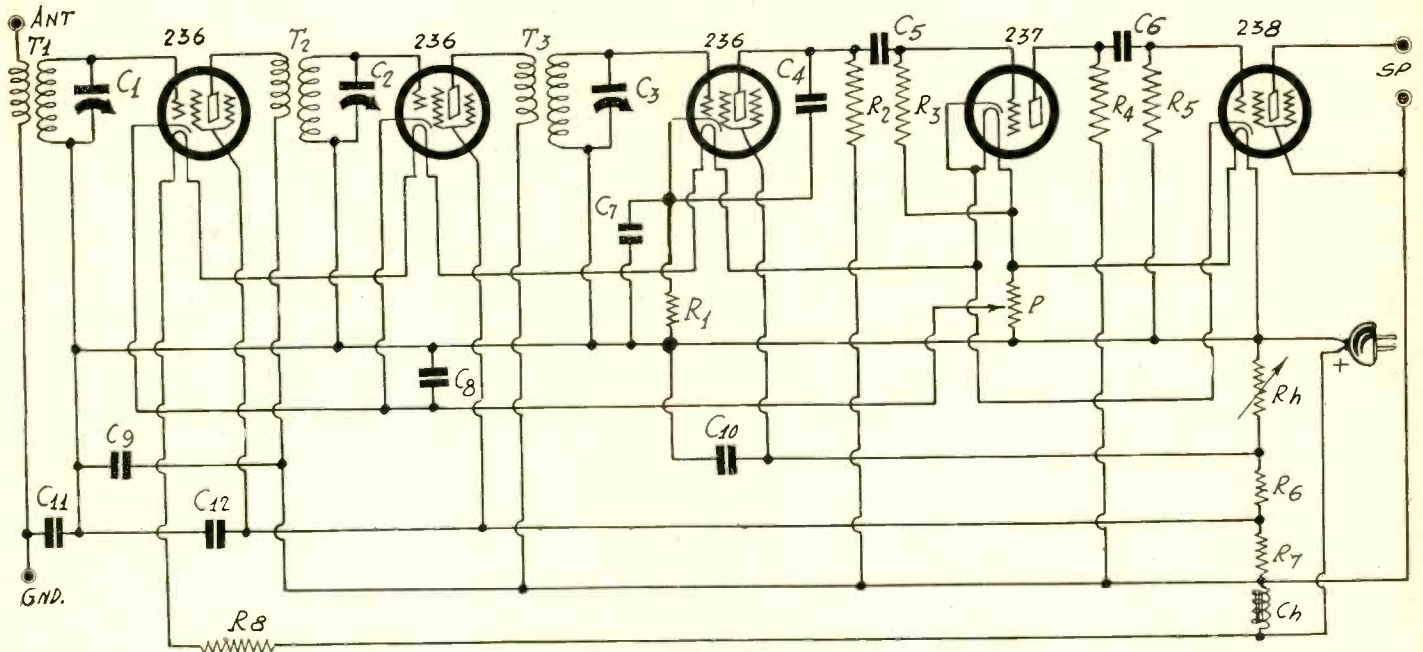 ANT
T1
C1
236
T2
C2
236
T3
C3
236
C4
C5
R2
R3
237
C6
R4
R5
238
SP
C7
R1
P
C8
+
Rh
C9
C10
R6
C11
C12
R7
GND.
Ch
R8